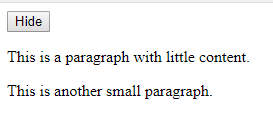 Hide
This is a paragraph with little content.
This is another small paragraph.